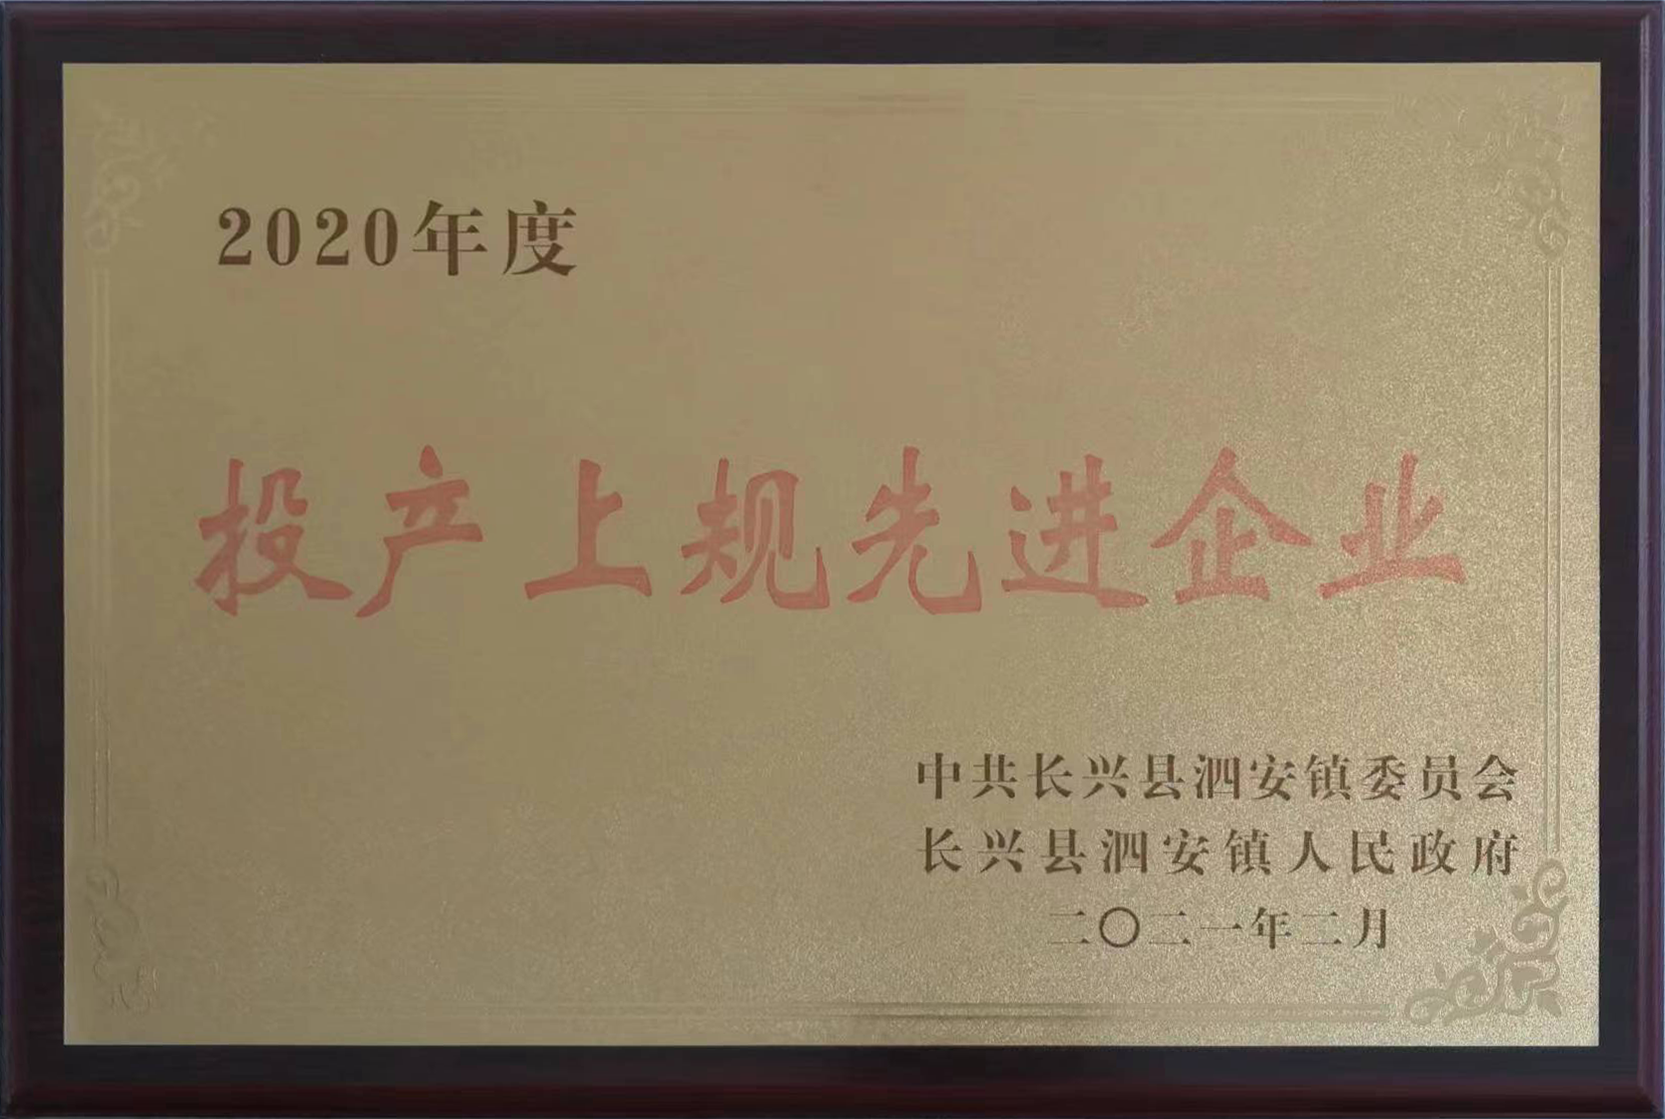 2020年度
投产上规先进企业
中共长兴县泗安镇委员会
长兴县泗安镇人民政府
二〇二一年二月